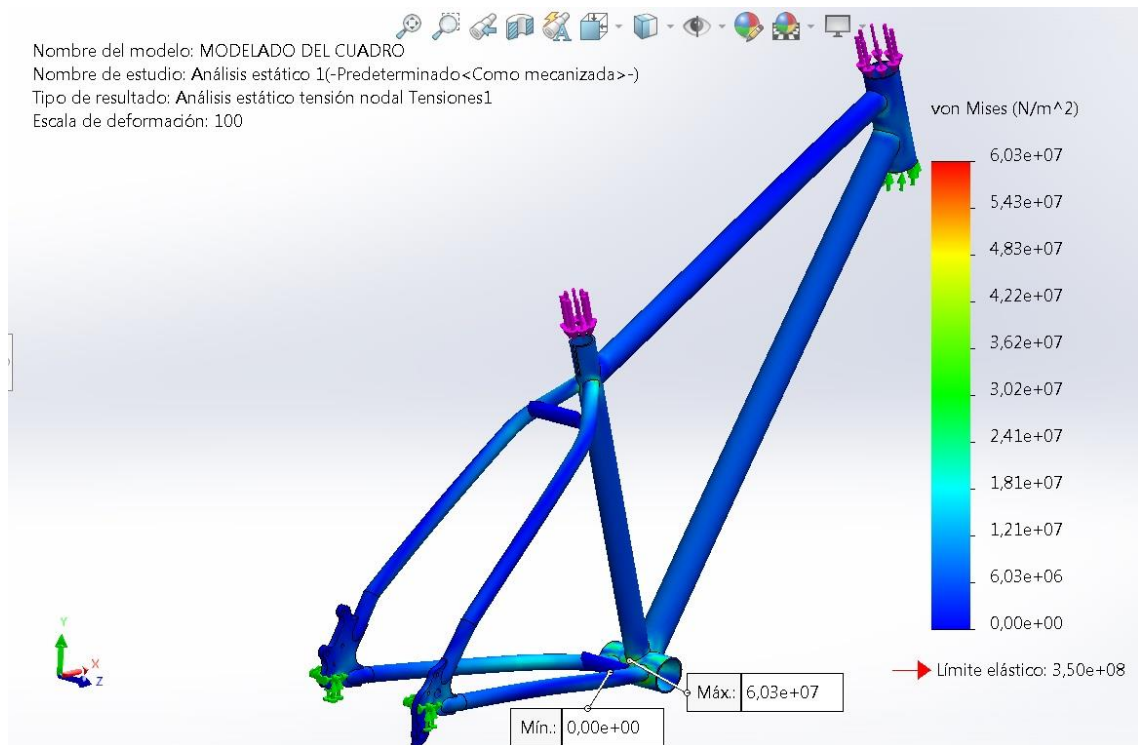 Nombre del modelo: MODELADO DEL CUADRO
Nombre de estudio: Análisis estático 1(-Predeterminado<Como mecanizada>-)
Tipo de resultado: Análisis estático tensión nodal Tensiones1
Escala de deformación: 100
von Mises (N/m^2)
6,03e+07
5,43e+07
4,83e+07
4,22e+07
3,62e+07
3,02e+07
2,41e+07
1,81e+07
1,21e+07
6,03e+06
0,00e+00
Límite elástico: 3,50e+08
Máx.: 6,03e+07
Mín.: 0,00e+00
Y
X
Z